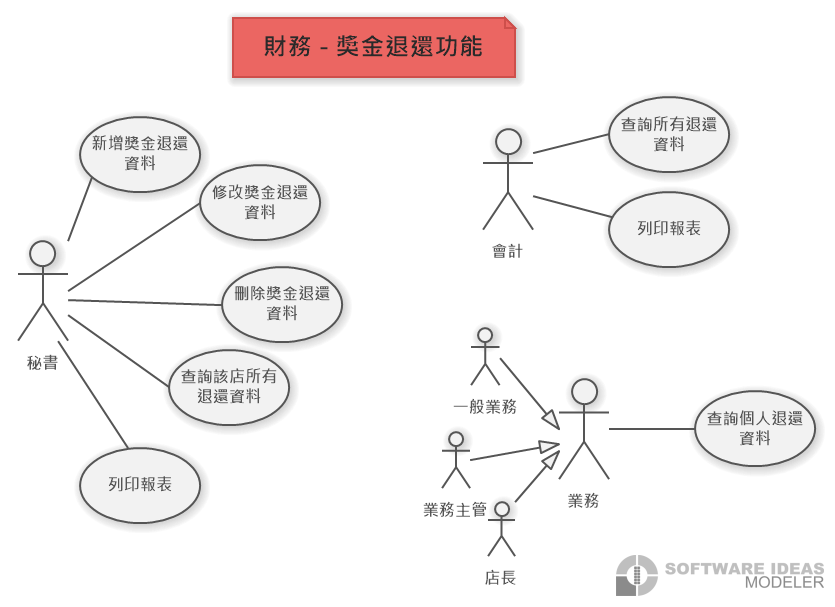 財務 - 獎金退還功能
新增獎金退還
資料
修改獎金退還
資料
刪除獎金退還
資料
查詢該店所有
退還資料
列印報表
秘書
查詢所有退還
資料
列印報表
會計
一般業務
業務主管
店長
業務
查詢個人退還
資料
SOFTWARE IDEAS
MODELER